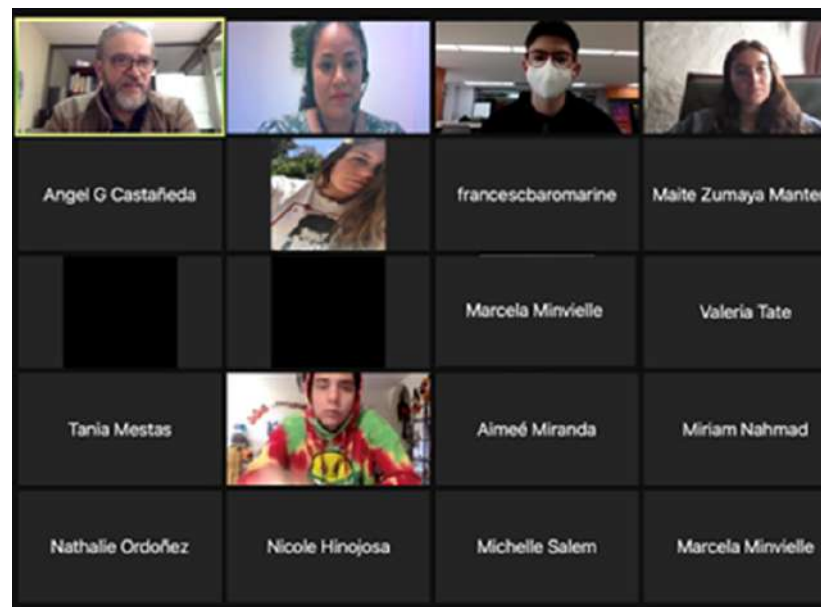 Angel G Castañeda
francescbaromarine
Maite Zumaya Manter
Marcela Minvielle
Valeria Tate
Tania Mestas
Aimeé Miranda
Miriam Nahmad
Nathalie Ordoñez
Nicole Hinojosa
Michelle Salem
Marcela Minvielle